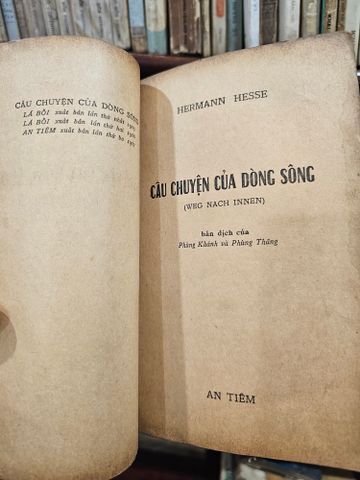 CÂU CHUYỆN CỦA DÒNG SÔNG
LÁ BỐI xuất bản lần thứ nhất
LÁ BỐI xuất bản lần thứ hai
AN TIÊM xuất bản lần thứ ba
HERMANN HESSE
CÂU CHUYỆN CỦA DÒNG SÔNG
(WEG NACH INNEN)
bản dịch của
Phùng Khánh và Phùng Thăng
AN TIÊM